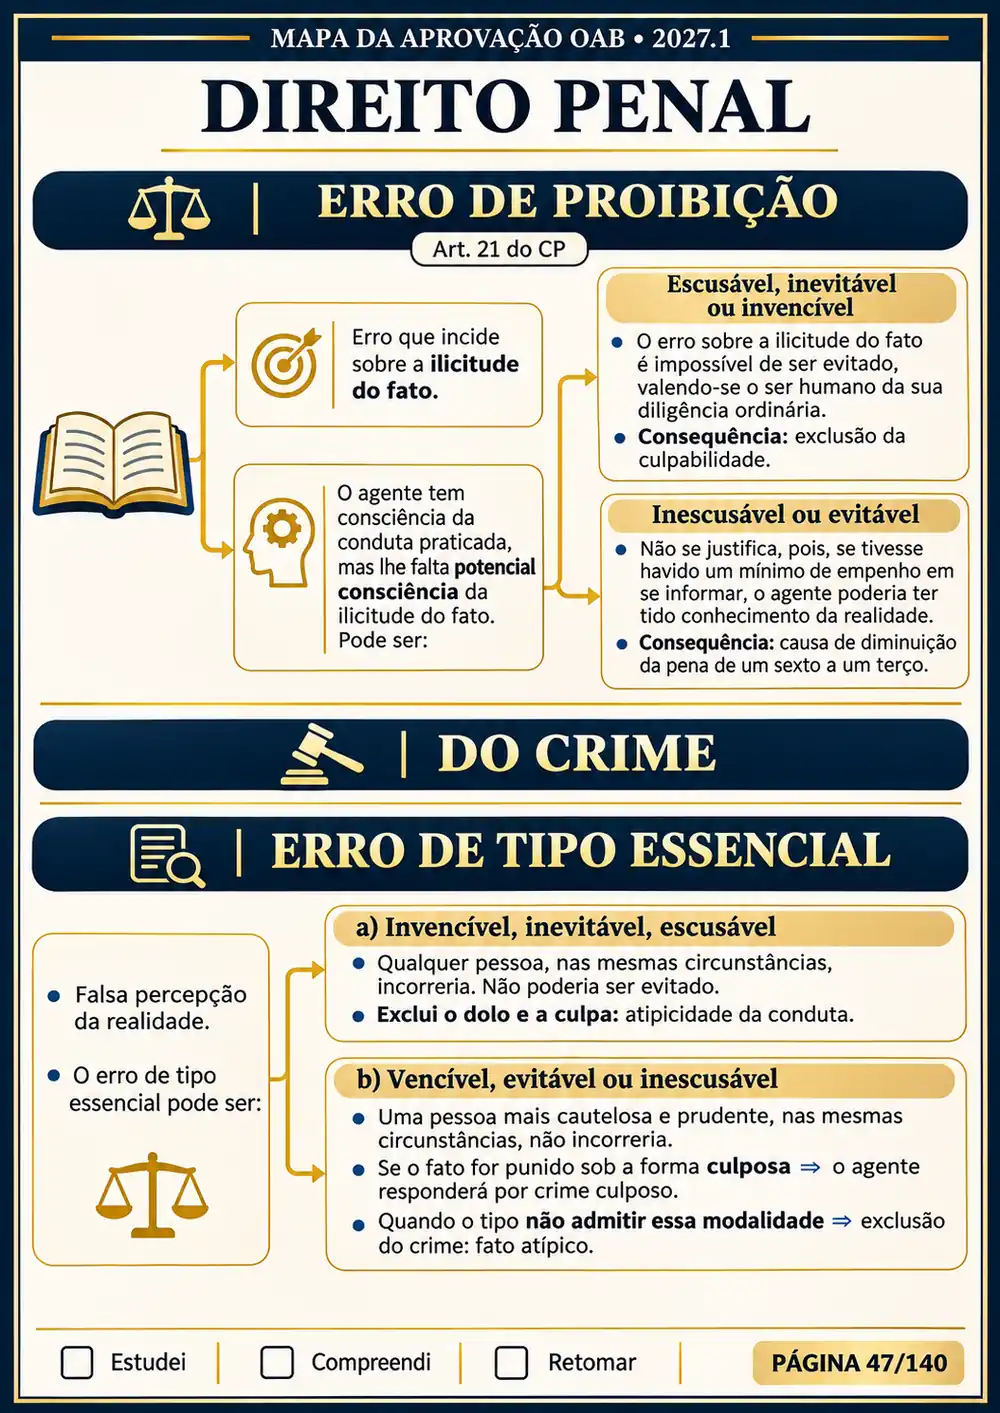 MAPA DA APROVAÇÃO OAB • 2027.1
DIREITO PENAL
ERRO DE PROIBIÇÃO
Art. 21 do CP
Erro que incide
sobre a ilicitude
do fato.
O agente tem
consciência da
conduta praticada,
mas lhe falta potencial
consciência da
ilicitude do fato.
Pode ser:
Escusável, inevitável
ou invencível
• O erro sobre a ilicitude do fato
é impossível de ser evitado,
valendo-se o ser humano da sua
diligência ordinária.
• Consequência: exclusão da
culpabilidade.
Inescusável ou evitável
• Não se justifica, pois, se tivesse
havido um mínimo de empenho em
se informar, o agente poderia ter
tido conhecimento da realidade.
• Consequência: causa de diminuição
da pena de um sexto a um terço.
DO CRIME
ERRO DE TIPO ESSENCIAL
• Falsa percepção
da realidade.
• O erro de tipo
essencial pode ser:
a) Invencível, inevitável, escusável
• Qualquer pessoa, nas mesmas circunstâncias,
incorreria. Não poderia ser evitado.
• Exclui o dolo e a culpa: atipicidade da conduta.
b) Vencível, evitável ou inescusável
• Uma pessoa mais cautelosa e prudente, nas mesmas
circunstâncias, não incorreria.
• Se o fato for punido sob a forma culposa ⇒ o agente
responderá por crime culposo.
• Quando o tipo não admitir essa modalidade ⇒ exclusão
do crime: fato atípico.
Estudei
Compreendi
Retomar
PÁGINA 47/140